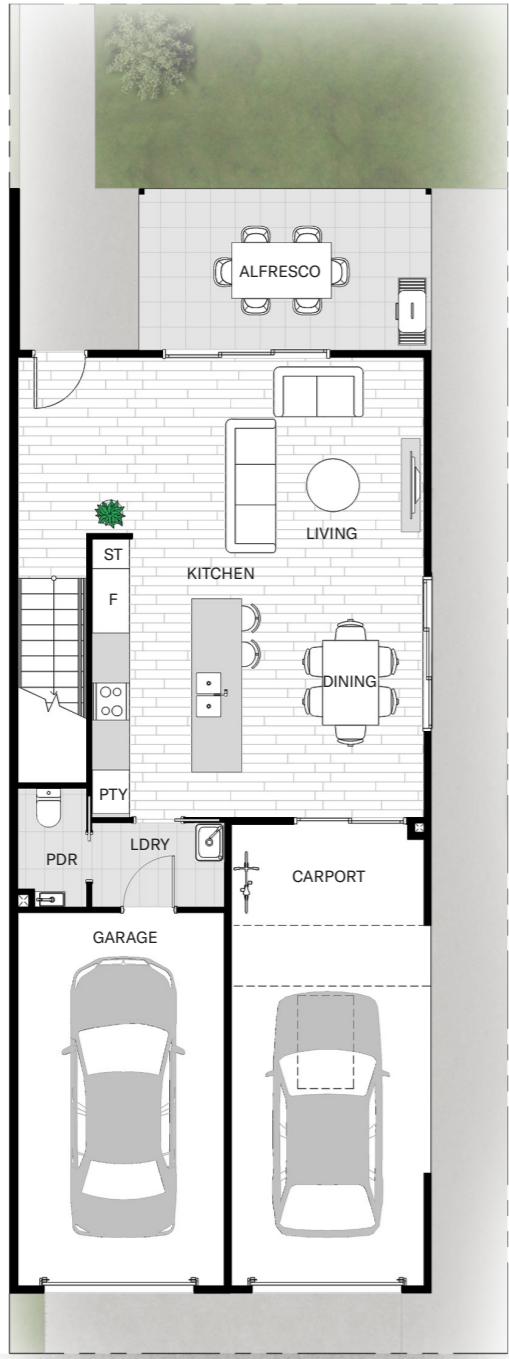 ALFRESCO
LIVING
ST
KITCHEN
F
DINING
PTY
LDRY
PDR
CARPORT
GARAGE